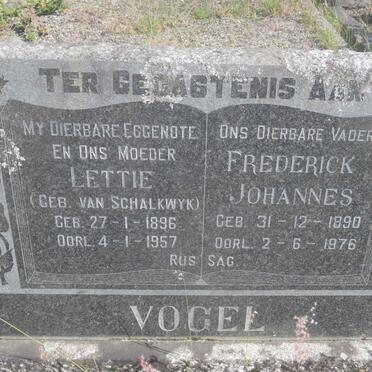 TER GEDAGTENIS AAN
MY DIERBARE EGGENOTE
EN ONS MOEDER
LETTIE
(GEB. VAN SCHALKWYK)
GEB. 27-1-1896
OORL. 4-1-1957
ONS DIERBARE VADER
FREDERICK
JOHANNES
GEB. 31-12-1890
OORL. 2-6-1976
RUS SAG
VOGEL